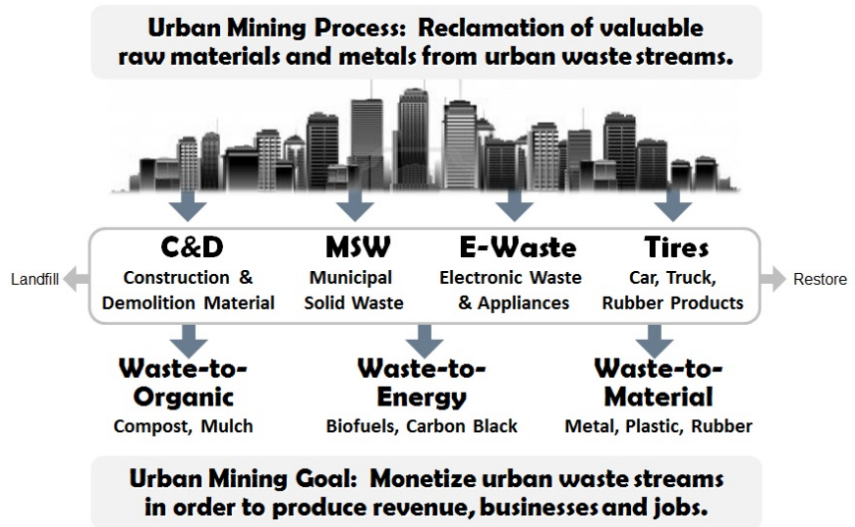 Urban Mining Process: Reclamation of valuable
raw materials and metals from urban waste streams.
C&D
Construction &
Demolition Material
MSW
Municipal
Solid Waste
E-Waste
Electronic Waste
& Appliances
Tires
Car, Truck,
Rubber Products
Landfill
Restore
Waste-to-
Organic
Compost, Mulch
Waste-to-
Energy
Biofuels, Carbon Black
Waste-to-
Material
Metal, Plastic, Rubber
Urban Mining Goal: Monetize urban waste streams
in order to produce revenue, businesses and jobs.